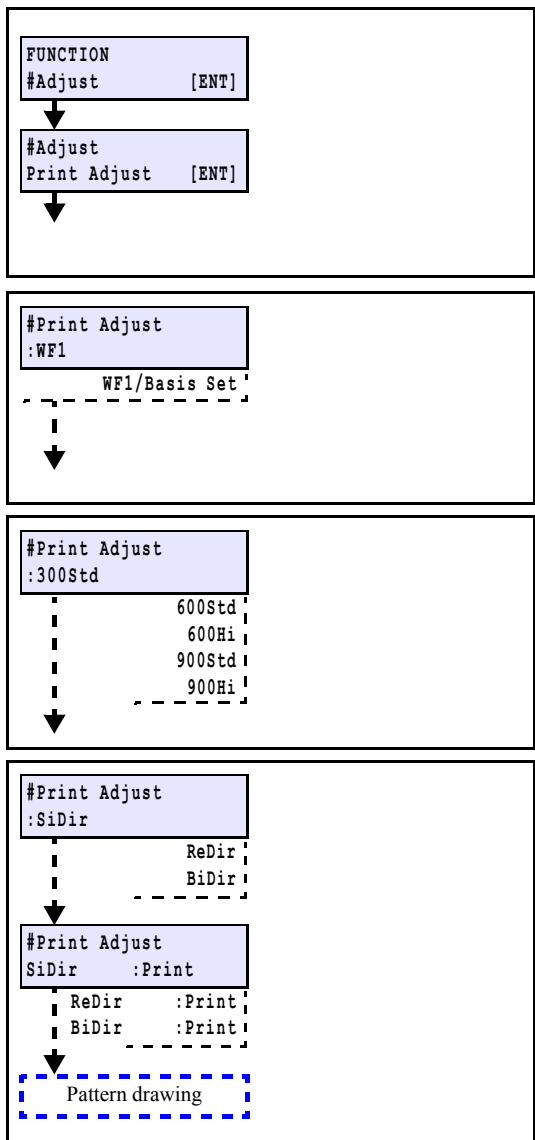 FUNCTION
#Adjust [ENT]
#Adjust
Print Adjust [ENT]
#Print Adjust
:WF1
WF1/Basis Set
#Print Adjust
:300Std
600Std
600Hi
900Std
900Hi
#Print Adjust
:SiDir
ReDir
BiDir
#Print Adjust
SiDir :Print
ReDir :Print
BiDir :Print
Pattern drawing